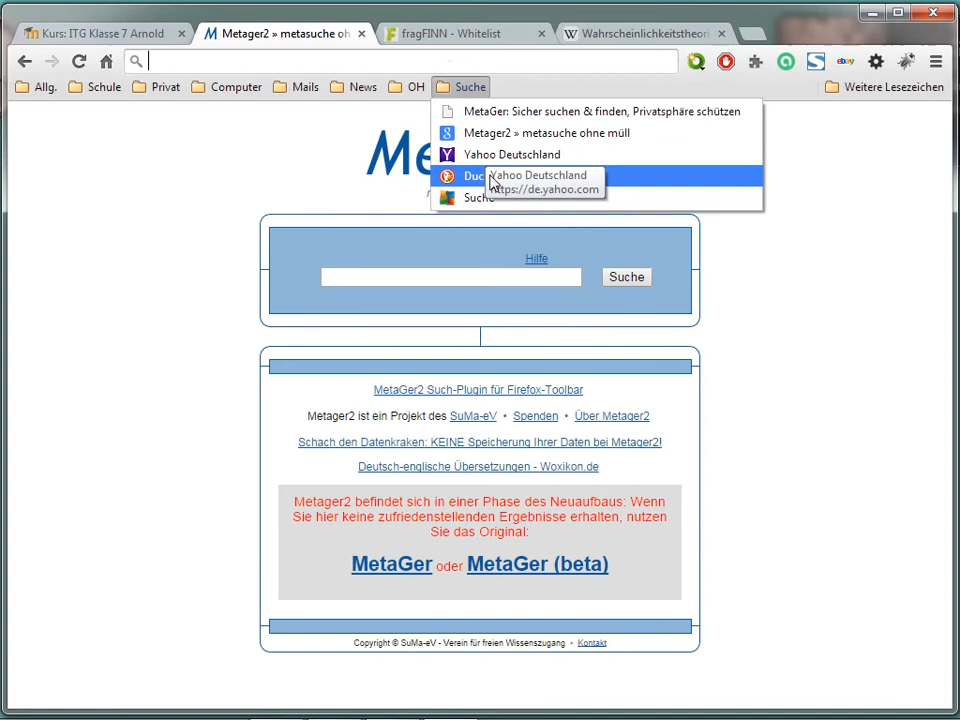 Kurs: ITG Klasse 7 Arnold
Metager2 » metasuche oh
fragFINN - Whitelist
Wahrscheinlichkeitstheori
Allg.
Schule
Privat
Computer
Mails
News
OH
Suche
Weitere Lesezeichen
MetaGer: Sicher suchen & finden, Privatsphäre schützen
Metager2 » metasuche ohne müll
Yahoo Deutschland
Duc
Yahoo Deutschland
https://de.yahoo.com
Suche
Me
Hilfe
Suche
MetaGer2 Such-Plugin für Firefox-Toolbar
Metager2 ist ein Projekt des SuMa-eV • Spenden • Über Metager2
Schach den Datenkraken: KEINE Speicherung Ihrer Daten bei Metager2!
Deutsch-englische Übersetzungen - Woxikon.de
Metager2 befindet sich in einer Phase des Neuaufbaus: Wenn
Sie hier keine zufriedenstellenden Ergebnisse erhalten, nutzen
Sie das Original:
MetaGer oder MetaGer (beta)
Copyright © SuMa-eV - Verein für freien Wissenszugang • Kontakt